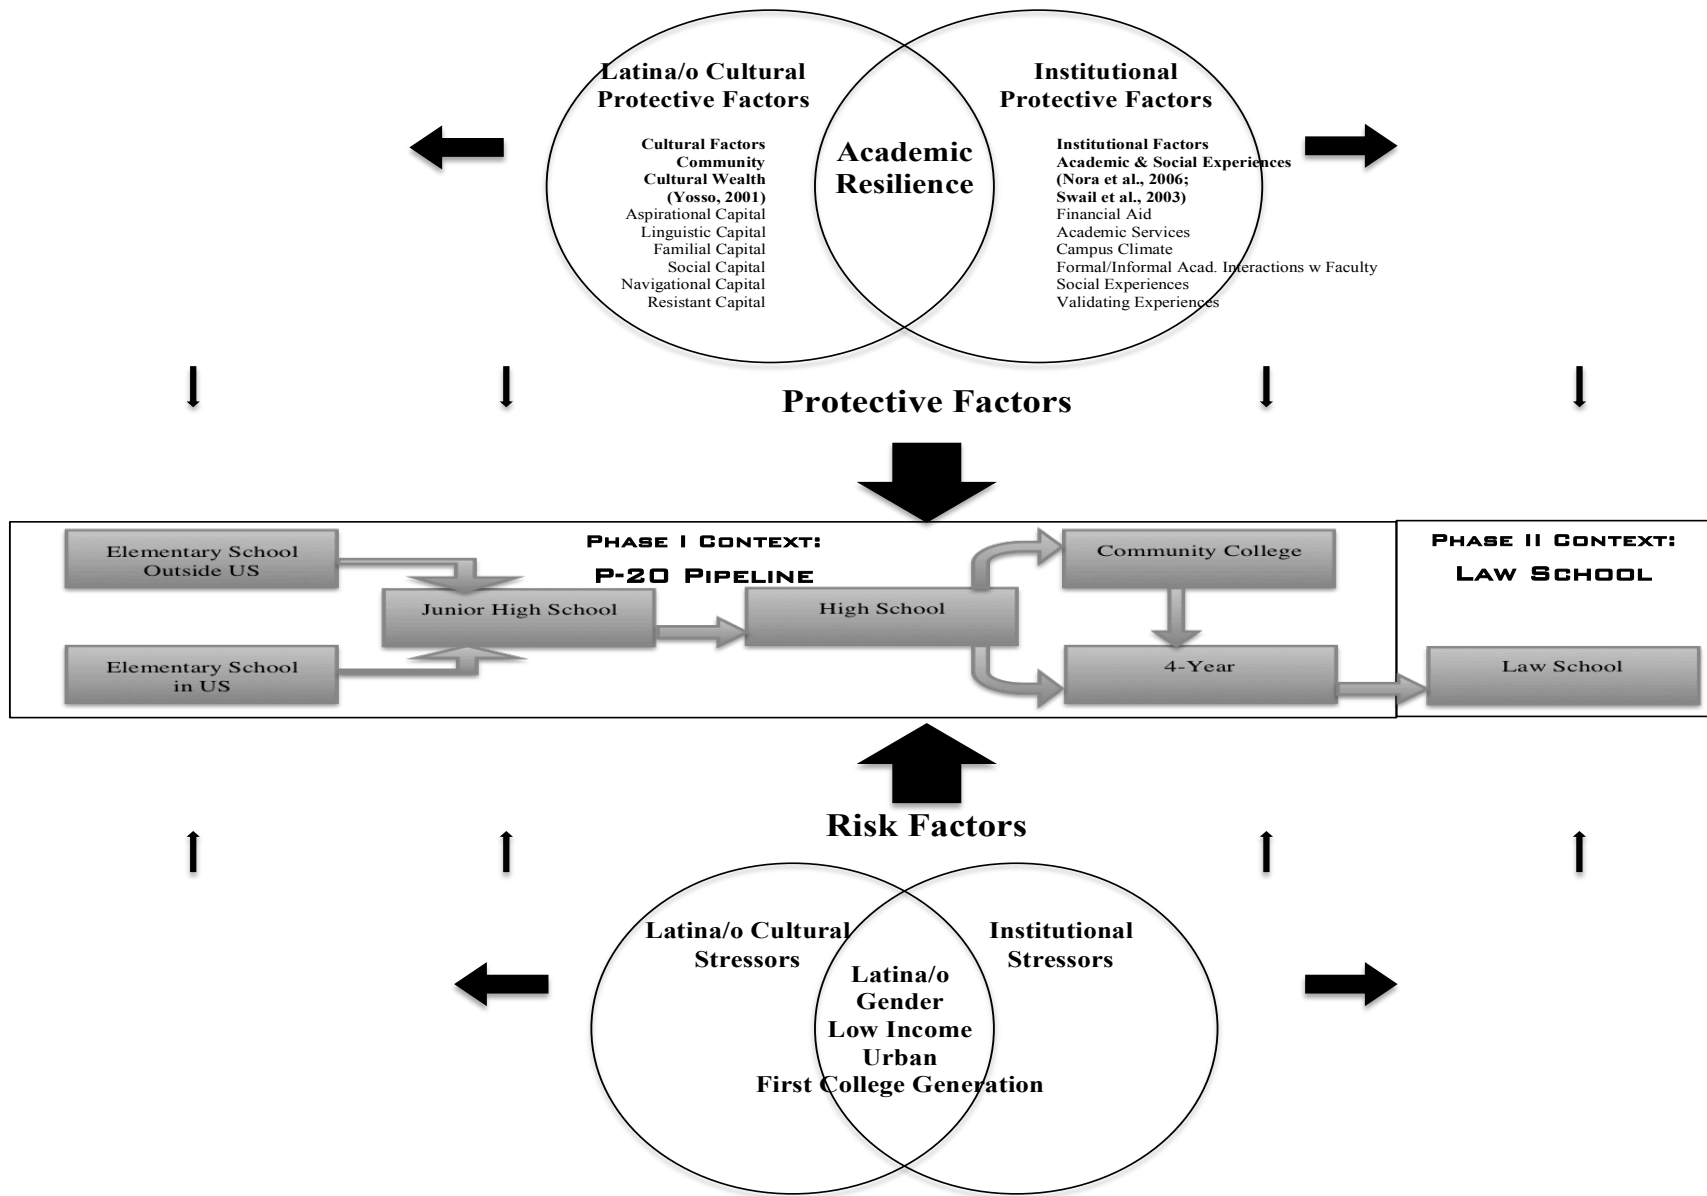 Latina/o Cultural
Protective Factors
Cultural Factors
Community
Cultural Wealth
(Yosso, 2001)
Aspirational Capital
Linguistic Capital
Familial Capital
Social Capital
Navigational Capital
Resistant Capital
Academic
Resilience
Institutional
Protective Factors
Institutional Factors
Academic & Social Experiences
(Nora et al., 2006;
Swail et al., 2003)
Financial Aid
Academic Services
Campus Climate
Formal/Informal Acad. Interactions w Faculty
Social Experiences
Validating Experiences
Protective Factors
Phase I Context:
P-20 Pipeline
Elementary School
Outside US
Elementary School
in US
Junior High School
High School
Community College
4-Year
Phase II Context:
Law School
Law School
Risk Factors
Latina/o Cultural
Stressors
Latina/o
Gender
Low Income
Urban
First College Generation
Institutional
Stressors